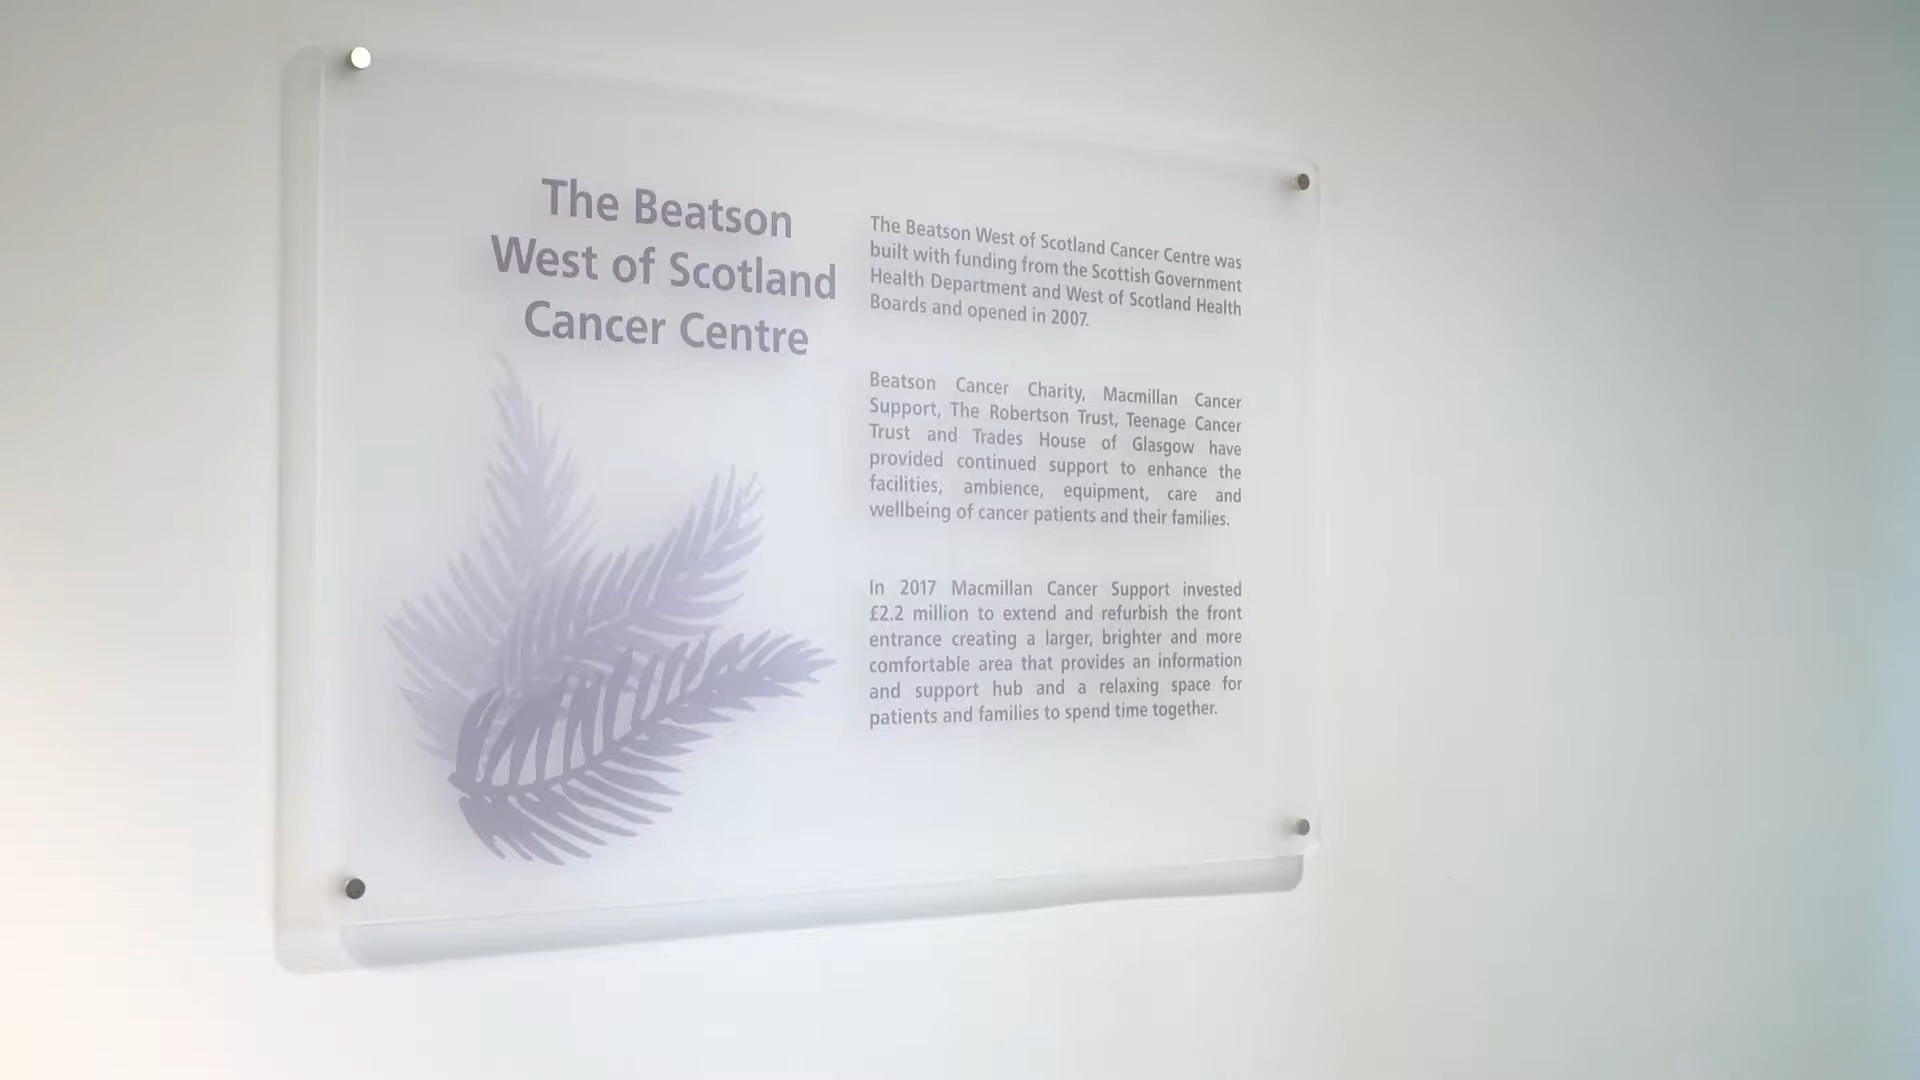 The Beatson
West of Scotland
Cancer Centre
The Beatson West of Scotland Cancer Centre was
built with funding from the Scottish Government
Health Department and West of Scotland Health
Boards and opened in 2007.
Beatson Cancer Charity, Macmillan Cancer
Support, The Robertson Trust, Teenage Cancer
Trust and Trades House of Glasgow have
provided continued support to enhance the
facilities, ambience, equipment, care and
wellbeing of cancer patients and their families.
In 2017 Macmillan Cancer Support invested
£2.2 million to extend and refurbish the front
entrance creating a larger, brighter and more
comfortable area that provides an information
and support hub and a relaxing space for
patients and families to spend time together.